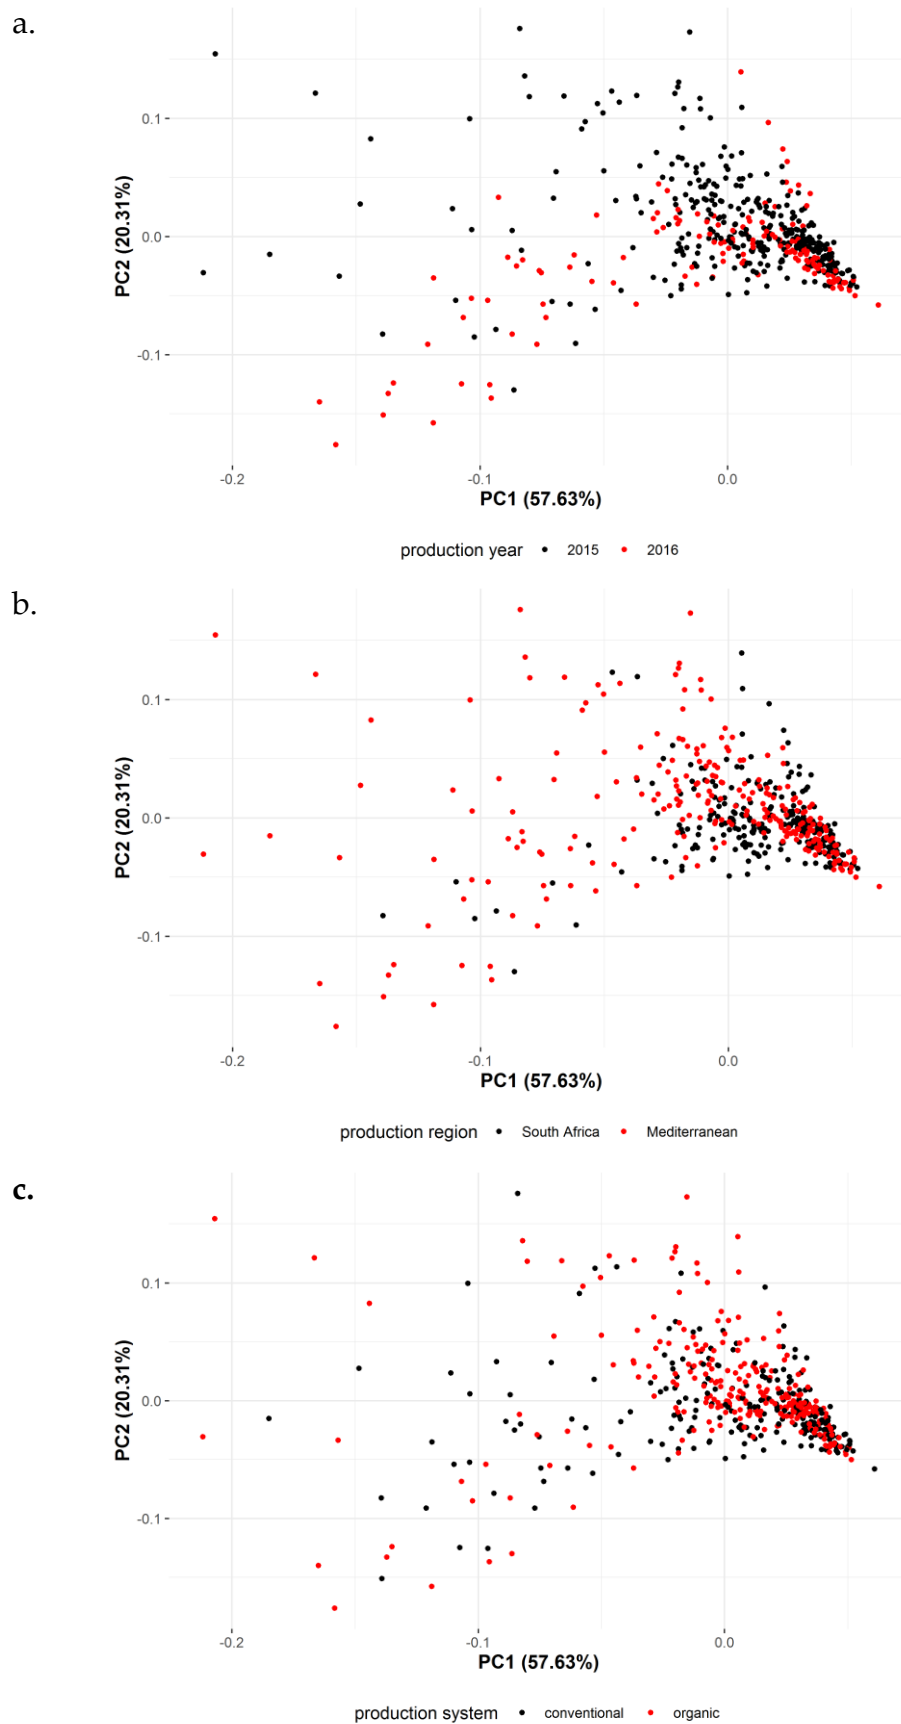 a.
0.1
0.0
-0.1
PC2 (20.31%)
-0.2 -0.1 0.0
PC1 (57.63%)
production year 2015 2016
b.
0.1
0.0
-0.1
PC2 (20.31%)
-0.2 -0.1 0.0
PC1 (57.63%)
production region South Africa Mediterranean
c.
0.1
0.0
-0.1
PC2 (20.31%)
-0.2 -0.1 0.0
PC1 (57.63%)
production system conventional organic